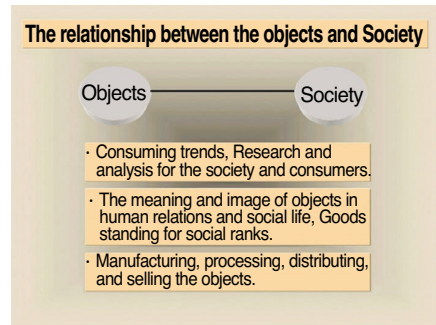 The relationship between the objects and Society
Objects
Society
· Consuming trends, Research and
analysis for the society and consumers.
· The meaning and image of objects in
human relations and social life, Goods
standing for social ranks.
· Manufacturing, processing, distributing,
and selling the objects.